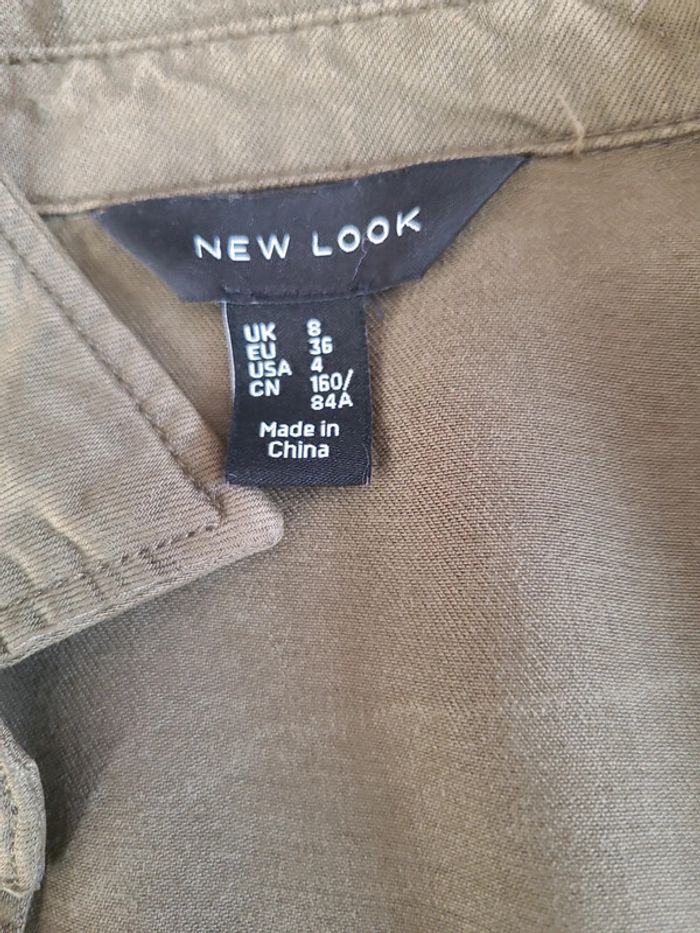 NEW LOOK
UK 8
EU 36
USA 4
CN 160/
84A
Made in
China